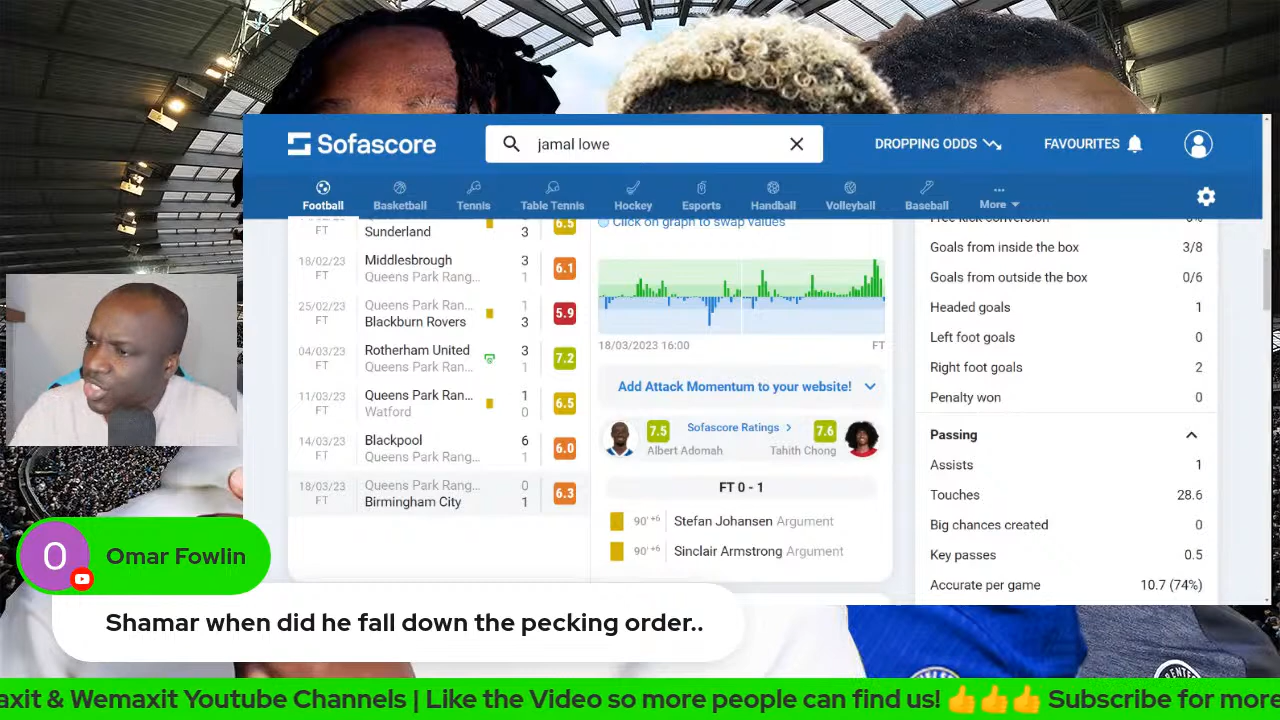 Sofascore
jamal lowe
DROPPING ODDS
FAVOURITES
Football
Basketball
Tennis
Table Tennis
Hockey
Esports
Handball
Volleyball
Baseball
More
FT Sunderland 3 6.5
18/02/23 Middlesbrough 3
FT Queens Park Rang... 1
6.1
25/02/23 Queens Park Ran... 1
FT Blackburn Rovers 3
5.9
04/03/23 Rotherham United 3
FT Queens Park Rang... 1
7.2
11/03/23 Queens Park Ran... 1
FT Watford 0
6.5
14/03/23 Blackpool 6
FT Queens Park Rang... 1
6.0
18/03/23 Queens Park Rang... 0
FT Birmingham City 1
6.3
Click on graph to swap values
18/03/2023 16:00 FT
Add Attack Momentum to your website!
7.5 Sofascore Ratings > 7.6
Albert Adomah Tahith Chong
FT 0 - 1
90' +6 Stefan Johansen Argument
90' +6 Sinclair Armstrong Argument
Free kick conversion
Goals from inside the box 3/8
Goals from outside the box 0/6
Headed goals 1
Left foot goals 0
Right foot goals 2
Penalty won 0
Passing
Assists 1
Touches 28.6
Big chances created 0
Key passes 0.5
Accurate per game 10.7 (74%)
O
Omar Fowlin
Shamar when did he fall down the pecking order..
axit & Wemaxit Youtube Channels | Like the Video so more people can find us! 👍👍👍 Subscribe for more